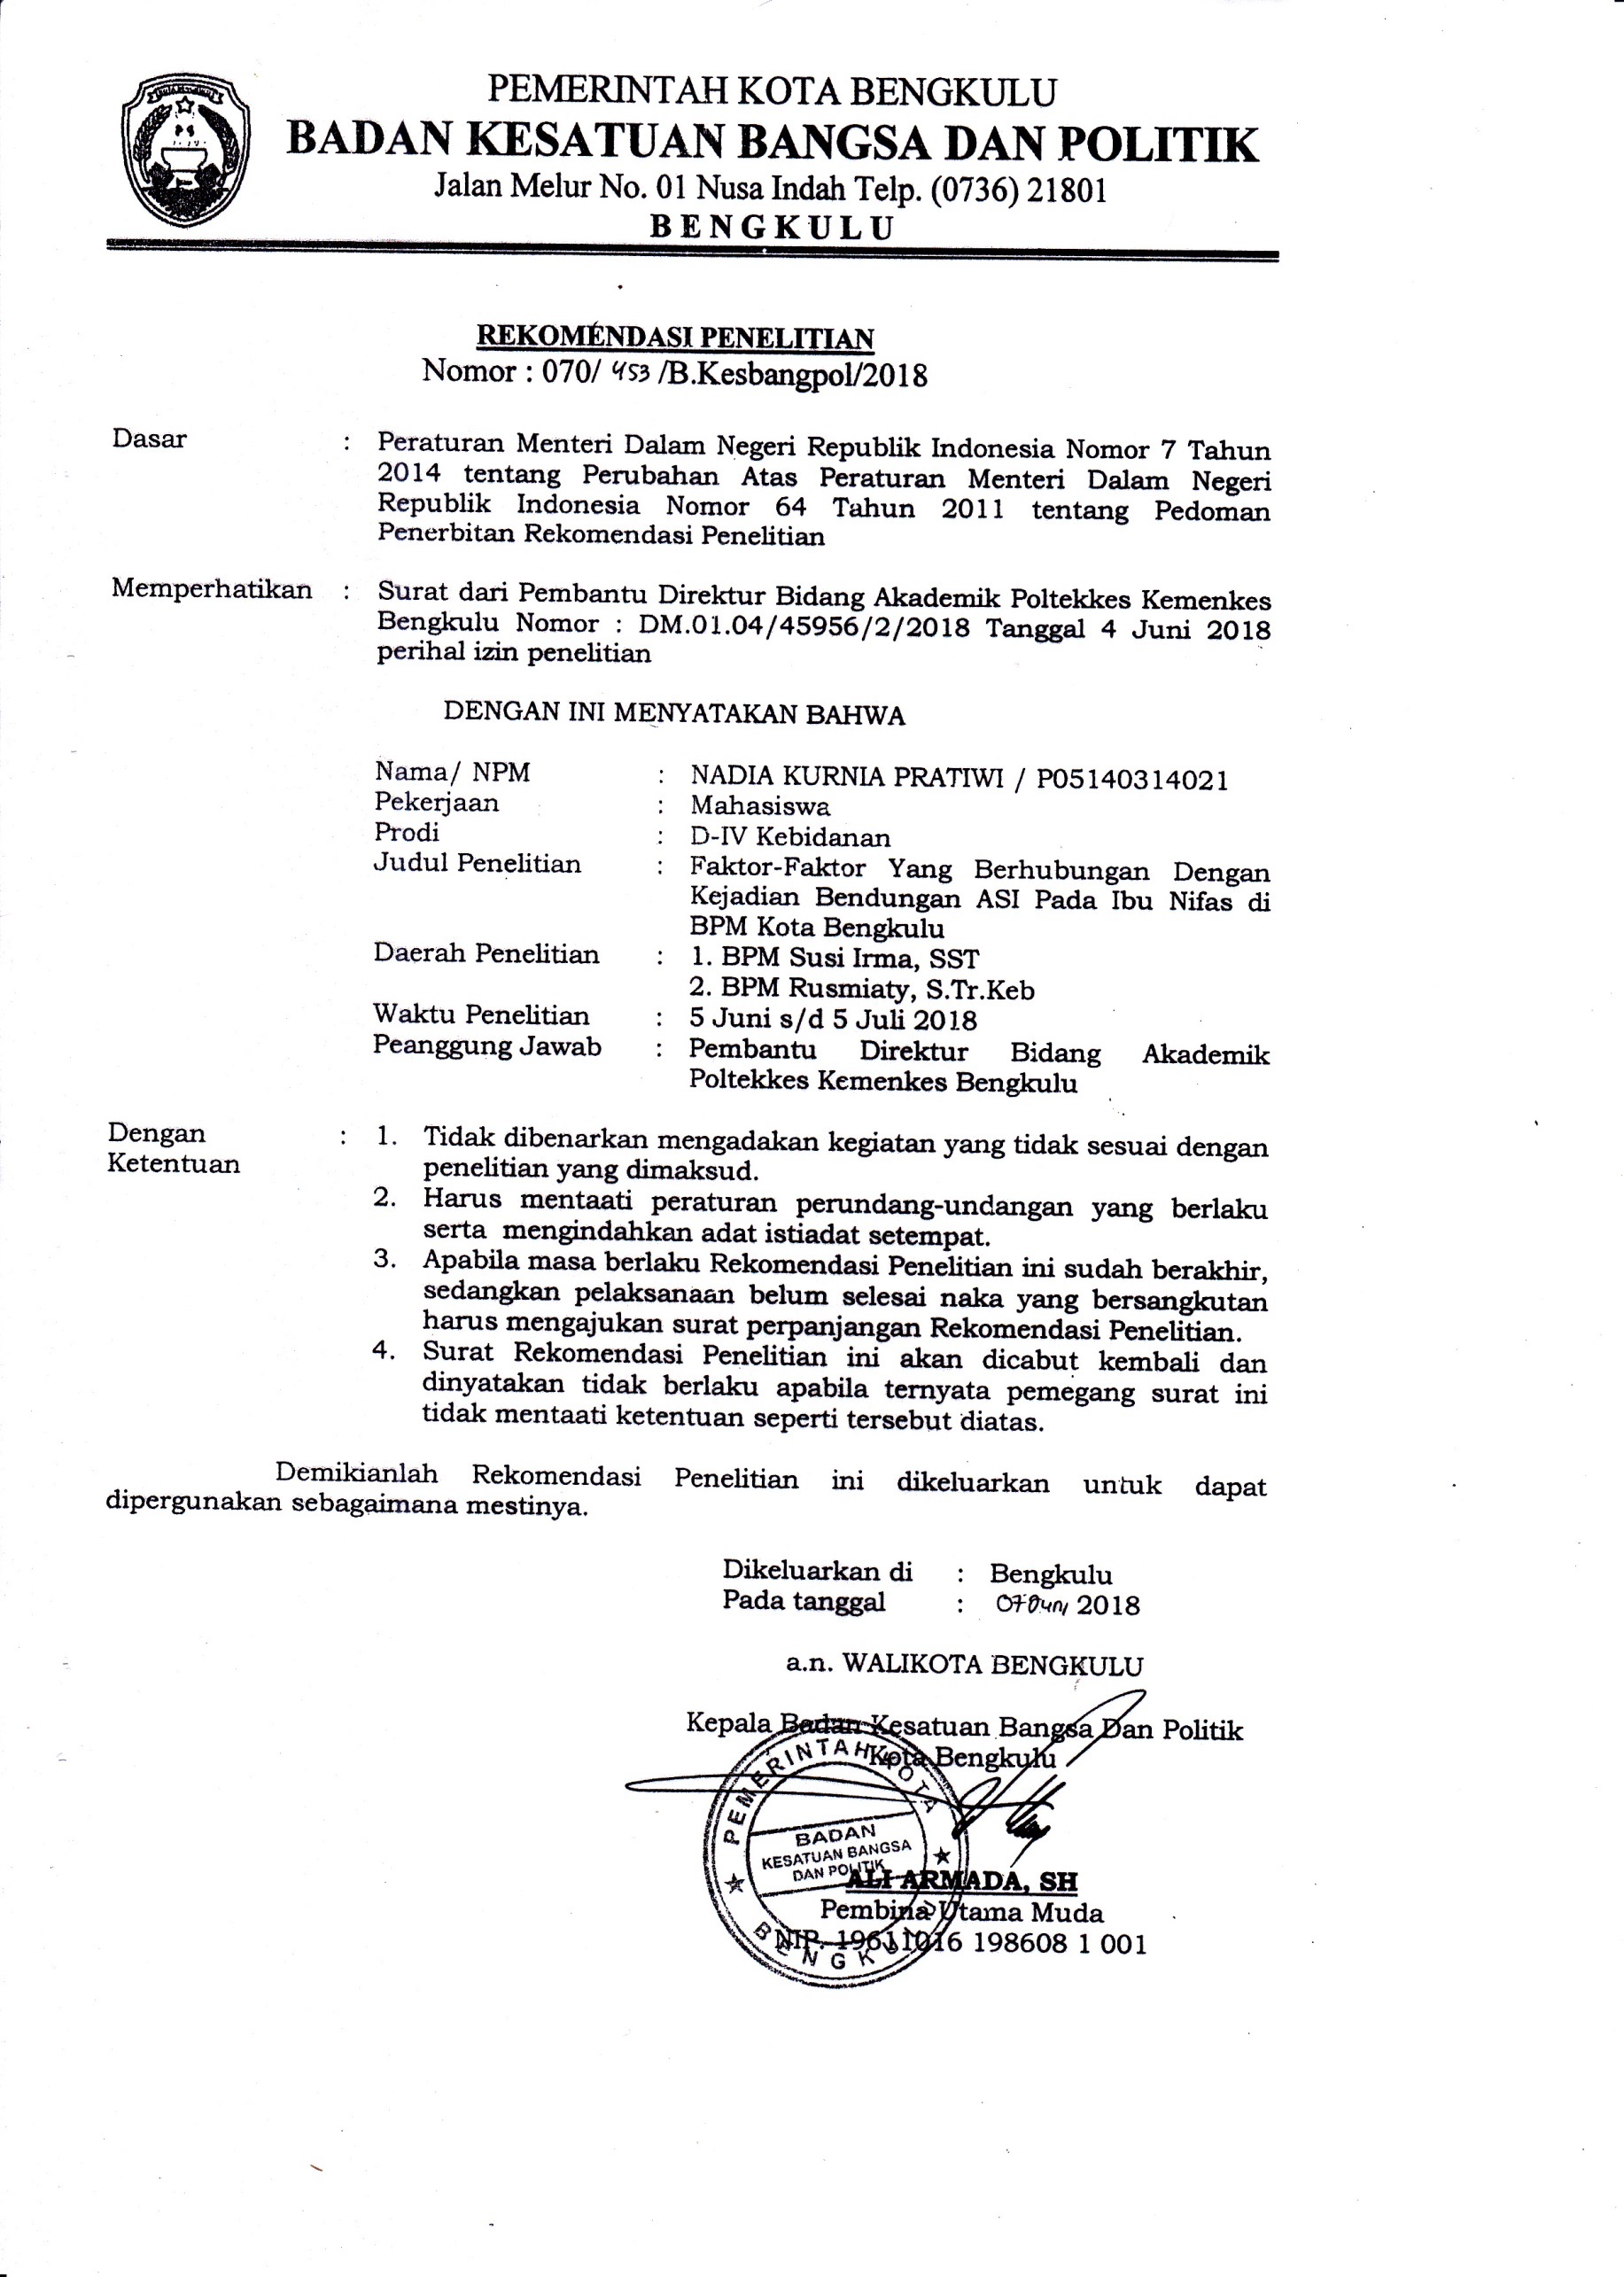 PEMERINTAH KOTA BENGKULU
BADAN KESATUAN BANGSA DAN POLITIK
Jalan Melur No. 01 Nusa Indah Telp. (0736) 21801
BENGKULU
REKOMENDASI PENELITIAN
Nomor : 070/ 453 /B.Kesbangpol/2018
Dasar : Peraturan Menteri Dalam Negeri Republik Indonesia Nomor 7 Tahun
2014 tentang Perubahan Atas Peraturan Menteri Dalam Negeri
Republik Indonesia Nomor 64 Tahun 2011 tentang Pedoman
Penerbitan Rekomendasi Penelitian
Memperhatikan : Surat dari Pembantu Direktur Bidang Akademik Poltekkes Kemenkes
Bengkulu Nomor : DM.01.04/45956/2/2018 Tanggal 4 Juni 2018
perihal izin penelitian
DENGAN INI MENYATAKAN BAHWA
Nama/ NPM : NADIA KURNIA PRATIWI / P05140314021
Pekerjaan : Mahasiswa
Prodi : D-IV Kebidanan
Judul Penelitian : Faktor-Faktor Yang Berhubungan Dengan
Kejadian Bendungan ASI Pada Ibu Nifas di
BPM Kota Bengkulu
Daerah Penelitian : 1. BPM Susi Irma, SST
2. BPM Rusmiaty, S.Tr.Keb
Waktu Penelitian : 5 Juni s/d 5 Juli 2018
Peanggung Jawab : Pembantu Direktur Bidang Akademik
Poltekkes Kemenkes Bengkulu
Dengan : 1. Tidak dibenarkan mengadakan kegiatan yang tidak sesuai dengan
Ketentuan penelitian yang dimaksud.
2. Harus mentaati peraturan perundang-undangan yang berlaku
serta mengindahkan adat istiadat setempat.
3. Apabila masa berlaku Rekomendasi Penelitian ini sudah berakhir,
sedangkan pelaksanaan belum selesai naka yang bersangkutan
harus mengajukan surat perpanjangan Rekomendasi Penelitian.
4. Surat Rekomendasi Penelitian ini akan dicabut kembali dan
dinyatakan tidak berlaku apabila ternyata pemegang surat ini
tidak mentaati ketentuan seperti tersebut diatas.
Demikianlah Rekomendasi Penelitian ini dikeluarkan untuk dapat
dipergunakan sebagaimana mestinya.
Dikeluarkan di : Bengkulu
Pada tanggal : 07 Juni 2018
a.n. WALIKOTA BENGKULU
Kepala Badan Kesatuan Bangsa Dan Politik
Kota Bengkulu
PEMERINTAH KOTA
BADAN
KESATUAN BANGSA
DAN POLITIK
BENGKULU
ALI ARMADA, SH
Pembina Utama Muda
NIP. 19611016 198608 1 001